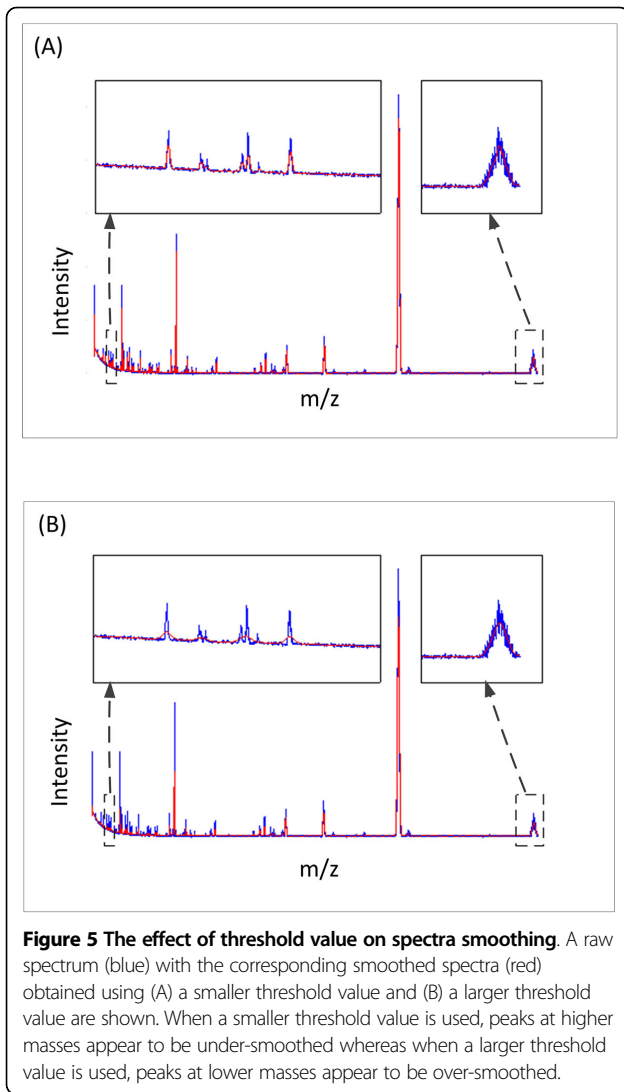 (A)
Intensity
m/z
(B)
Intensity
m/z
Figure 5 The effect of threshold value on spectra smoothing. A raw
spectrum (blue) with the corresponding smoothed spectra (red)
obtained using (A) a smaller threshold value and (B) a larger threshold
value are shown. When a smaller threshold value is used, peaks at higher
masses appear to be under-smoothed whereas when a larger threshold
value is used, peaks at lower masses appear to be over-smoothed.